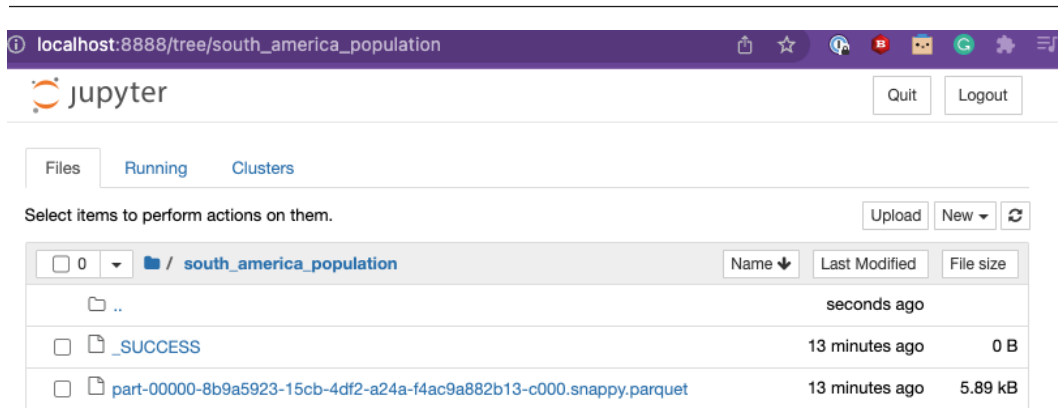 localhost:8888/tree/south_america_population
jupyter
Quit Logout
Files Running Clusters
Select items to perform actions on them.
Upload New
0 / south_america_population Name Last Modified File size
.. seconds ago
_SUCCESS 13 minutes ago 0 B
part-00000-8b9a5923-15cb-4df2-a24a-f4ac9a882b13-c000.snappy.parquet 13 minutes ago 5.89 kB